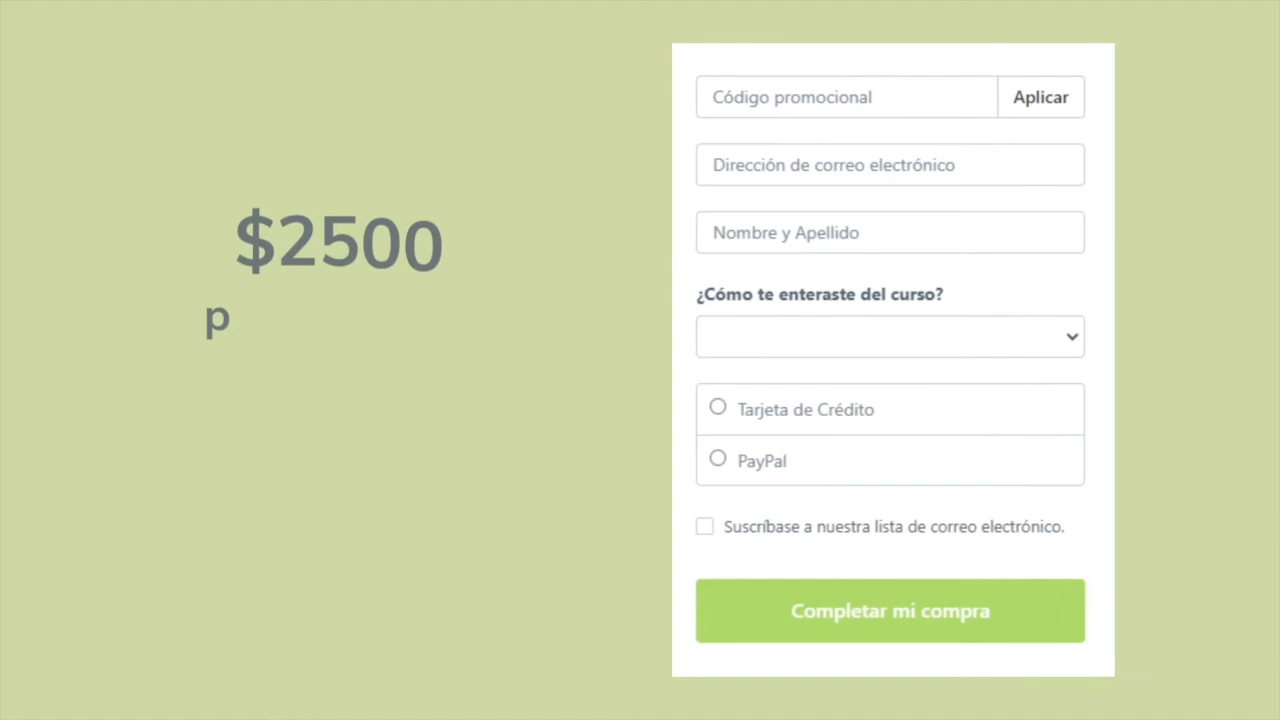 $2500
p
Código promocional
Aplicar
Dirección de correo electrónico
Nombre y Apellido
¿Cómo te enteraste del curso?
Tarjeta de Crédito
PayPal
Suscríbase a nuestra lista de correo electrónico.
Completar mi compra